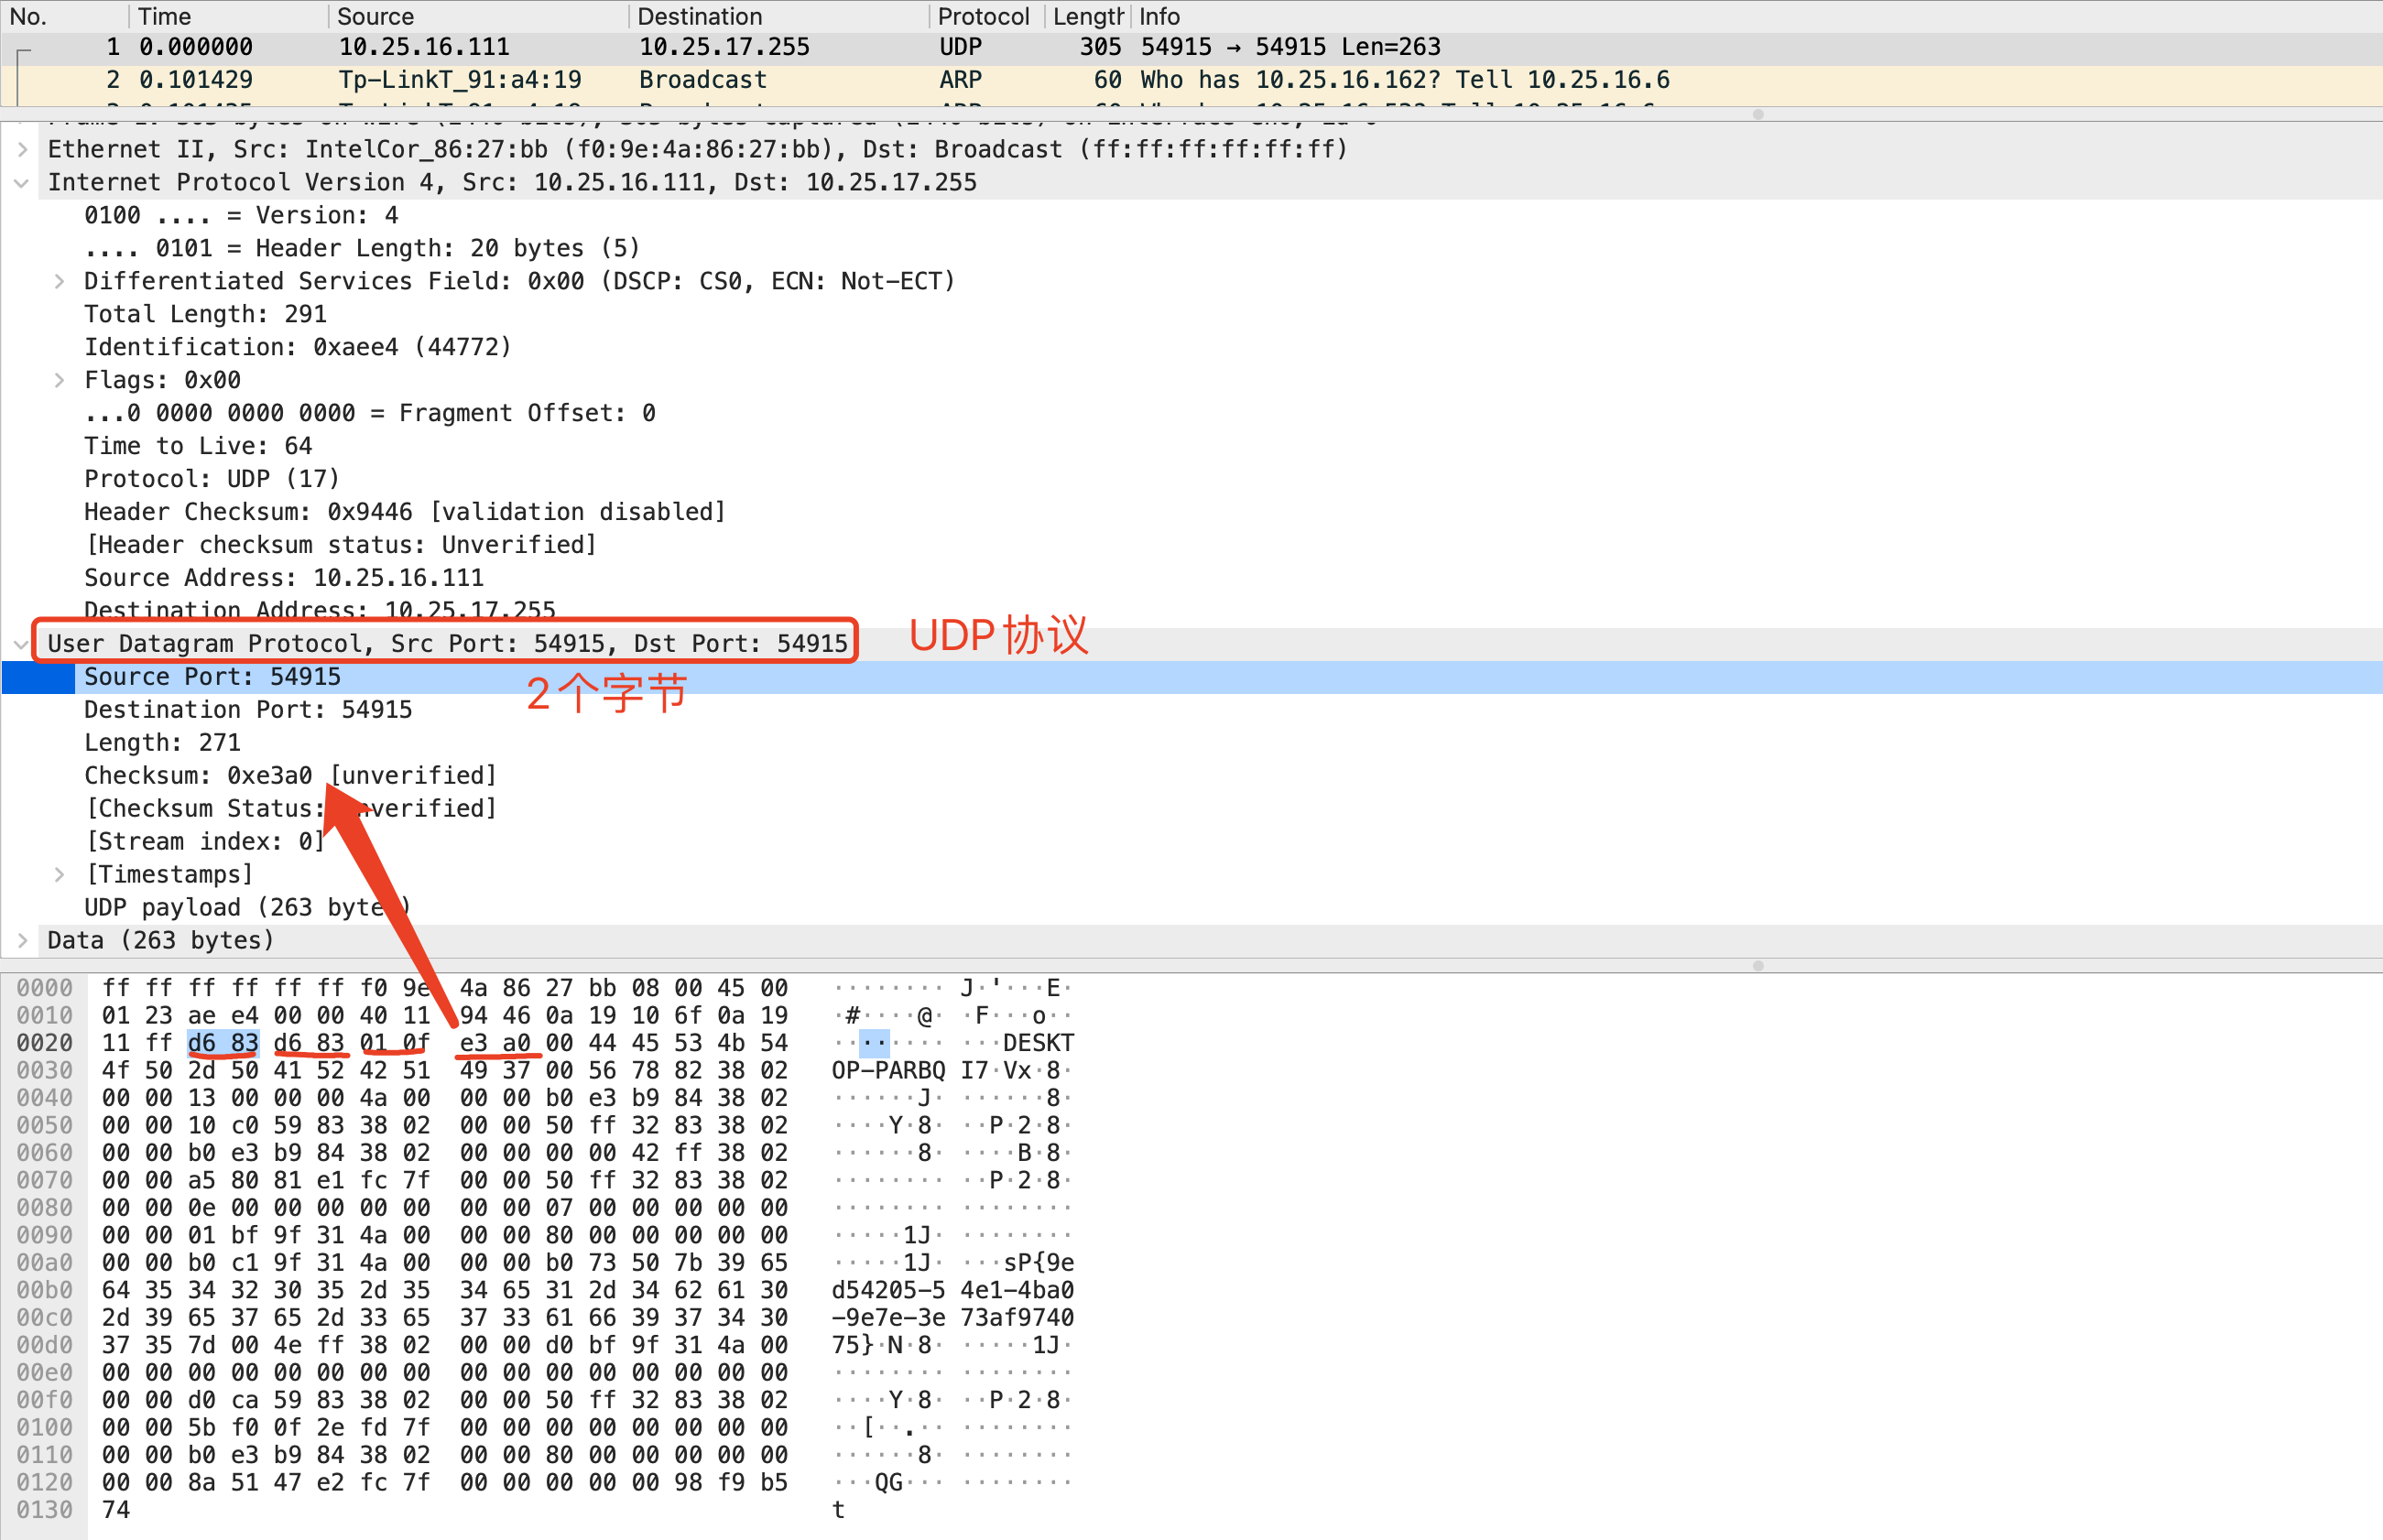 No. Time Source Destination Protocol Length Info
1 0.000000 10.25.16.111 10.25.17.255 UDP 305 54915 → 54915 Len=263
2 0.101429 Tp-LinkT_91:a4:19 Broadcast ARP 60 Who has 10.25.16.162? Tell 10.25.16.6
Ethernet II, Src: IntelCor_86:27:bb (f0:9e:4a:86:27:bb), Dst: Broadcast (ff:ff:ff:ff:ff:ff)
Internet Protocol Version 4, Src: 10.25.16.111, Dst: 10.25.17.255
0100 .... = Version: 4
.... 0101 = Header Length: 20 bytes (5)
Differentiated Services Field: 0x00 (DSCP: CS0, ECN: Not-ECT)
Total Length: 291
Identification: 0xaee4 (44772)
Flags: 0x00
...0 0000 0000 0000 = Fragment Offset: 0
Time to Live: 64
Protocol: UDP (17)
Header Checksum: 0x9446 [validation disabled]
[Header checksum status: Unverified]
Source Address: 10.25.16.111
Destination Address: 10.25.17.255
User Datagram Protocol, Src Port: 54915, Dst Port: 54915 UDP协议
Source Port: 54915 2个字节
Destination Port: 54915
Length: 271
Checksum: 0xe3a0 [unverified]
[Checksum Status: Unverified]
[Stream index: 0]
[Timestamps]
UDP payload (263 bytes)
Data (263 bytes)
0000 ff ff ff ff ff ff f0 9e 4a 86 27 bb 08 00 45 00 ········ J·'···E·
0010 01 23 ae e4 00 00 40 11 94 46 0a 19 10 6f 0a 19 ·#····@· ·F···o··
0020 11 ff d6 83 d6 83 01 0f e3 a0 00 44 45 53 4b 54 ········ ···DESKT
0030 4f 50 2d 50 41 52 42 51 49 37 00 56 78 82 38 02 OP-PARBQ I7·Vx·8·
0040 00 00 13 00 00 00 4a 00 00 00 b0 e3 b9 84 38 02 ······J· ······8·
0050 00 00 10 c0 59 83 38 02 00 00 50 ff 32 83 38 02 ····Y·8· ··P·2·8·
0060 00 00 b0 e3 b9 84 38 02 00 00 00 00 42 ff 38 02 ······8· ····B·8·
0070 00 00 a5 80 81 e1 fc 7f 00 00 50 ff 32 83 38 02 ········ ··P·2·8·
0080 00 00 0e 00 00 00 00 00 00 00 07 00 00 00 00 00 ········ ········
0090 00 00 01 bf 9f 31 4a 00 00 00 80 00 00 00 00 00 ·····1J· ········
00a0 00 00 b0 c1 9f 31 4a 00 00 00 b0 73 50 7b 39 65 ·····1J· ···sP{9e
00b0 64 35 34 32 30 35 2d 35 34 65 31 2d 34 62 61 30 d54205-5 4e1-4ba0
00c0 2d 39 65 37 65 2d 33 65 37 33 61 66 39 37 34 30 -9e7e-3e 73af9740
00d0 37 35 7d 00 4e ff 38 02 00 00 d0 bf 9f 31 4a 00 75}·N·8· ·····1J·
00e0 00 00 00 00 00 00 00 00 00 00 00 00 00 00 00 00 ········ ········
00f0 00 00 d0 ca 59 83 38 02 00 00 50 ff 32 83 38 02 ····Y·8· ··P·2·8·
0100 00 00 5b f0 0f 2e fd 7f 00 00 00 00 00 00 00 00 ··[··.·· ········
0110 00 00 b0 e3 b9 84 38 02 00 00 80 00 00 00 00 00 ······8· ········
0120 00 00 8a 51 47 e2 fc 7f 00 00 00 00 00 98 f9 b5 ···QG··· ········
0130 74 t